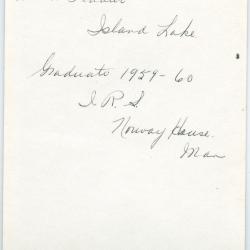 Island Lake
Graduate 1959-60
I. R. S.
Norway House.
Man